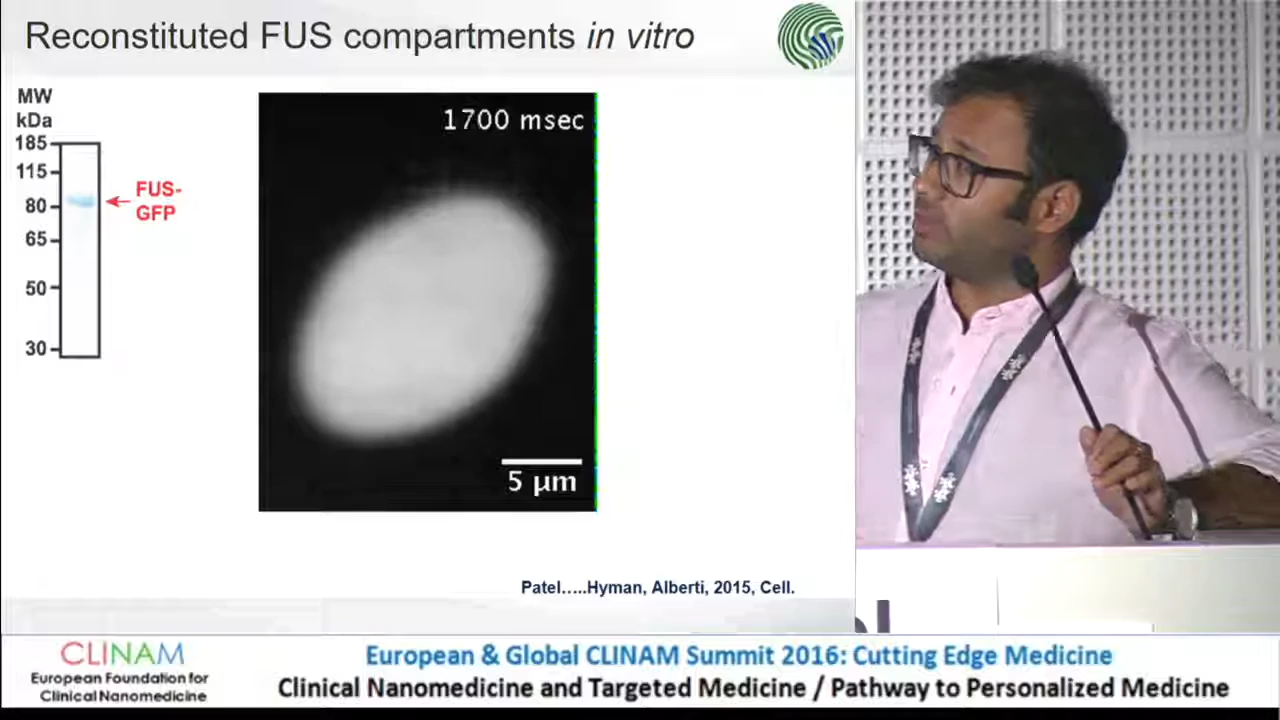 Reconstituted FUS compartments in vitro
MW
kDa
185
115
80
65
50
30
FUS-
GFP
1700 msec
5 μm
Patel…..Hyman, Alberti, 2015, Cell.
CLINAM
European Foundation for
Clinical Nanomedicine
European & Global CLINAM Summit 2016: Cutting Edge Medicine
Clinical Nanomedicine and Targeted Medicine / Pathway to Personalized Medicine